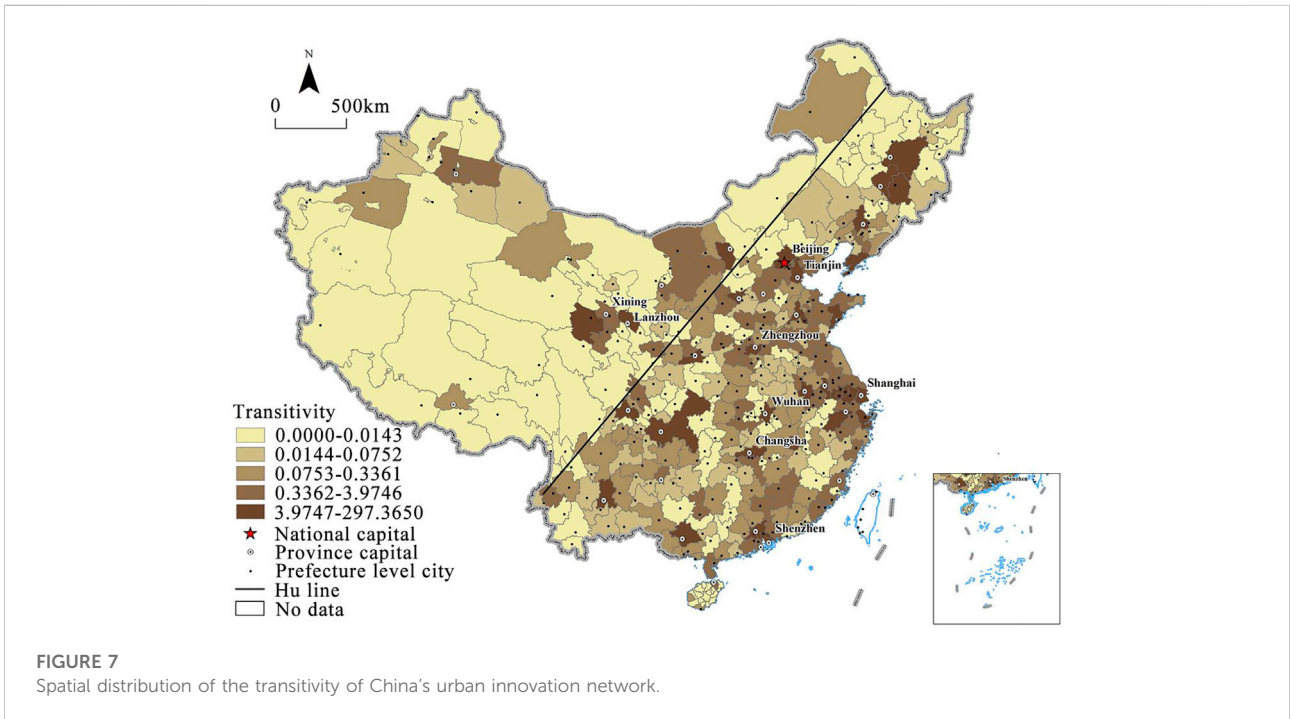 N
0 500km
Beijing
Tianjin
Xining
Lanzhou
Zhengzhou
Shanghai
Wuhan
Changsha
Shenzhen
Transitivity
0.0000-0.0143
0.0144-0.0752
0.0753-0.3361
0.3362-3.9746
3.9747-297.3650
National capital
Province capital
Prefecture level city
Hu line
No data
Shenzhen
FIGURE 7
Spatial distribution of the transitivity of China's urban innovation network.